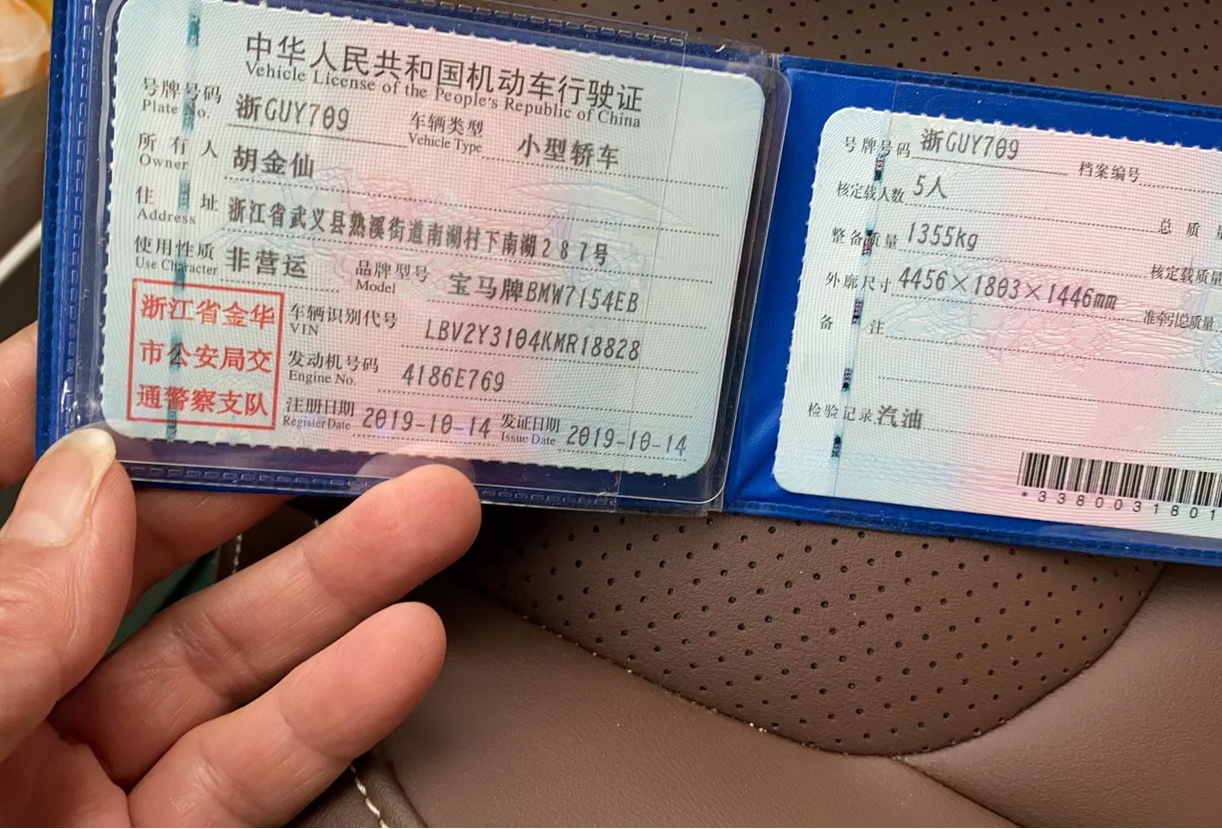 中华人民共和国机动车行驶证
Vehicle License of the People's Republic of China
号牌号码 浙GUY709 车辆类型 小型轿车
Plate No. Vehicle Type
所有人 胡金仙
Owner
住址 浙江省武义县熟溪街道南湖村下南湖287号
Address
使用性质 非营运 品牌型号 宝马牌BMW7154EB
Use Character Model
浙江省金华
市公安局交
通警察支队
车辆识别代号 LBV2Y3104KMR18828
VIN
发动机号码 4186E769
Engine No.
注册日期 2019-10-14 发证日期 2019-10-14
Register Date Issue Date
号牌号码 浙GUY709 档案编号
核定载人数 5人 总质
整备质量 1355kg 核定载质量
外廓尺寸 4456×1803×1446mm 准牵引总质量
备注
检验记录 汽油
*3380031801